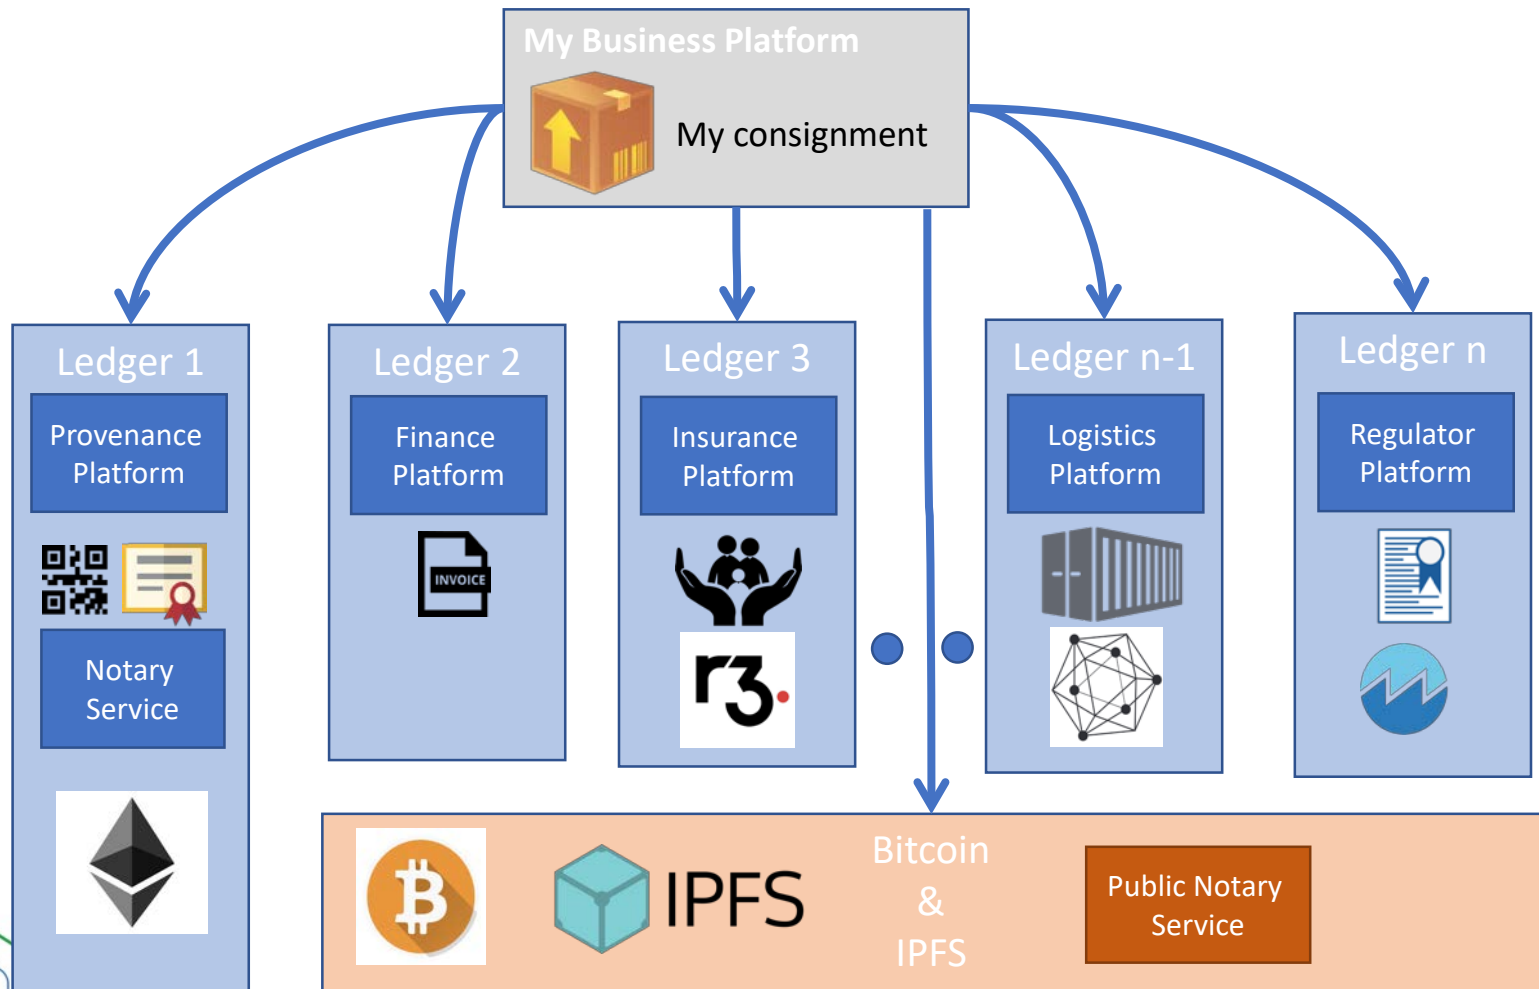 My Business Platform
My consignment
Ledger 1
Provenance
Platform
Notary
Service
Ledger 2
Finance
Platform
INVOICE
Ledger 3
Insurance
Platform
r3.
Ledger n-1
Logistics
Platform
Ledger n
Regulator
Platform
IPFS
Bitcoin
&
IPFS
Public Notary
Service